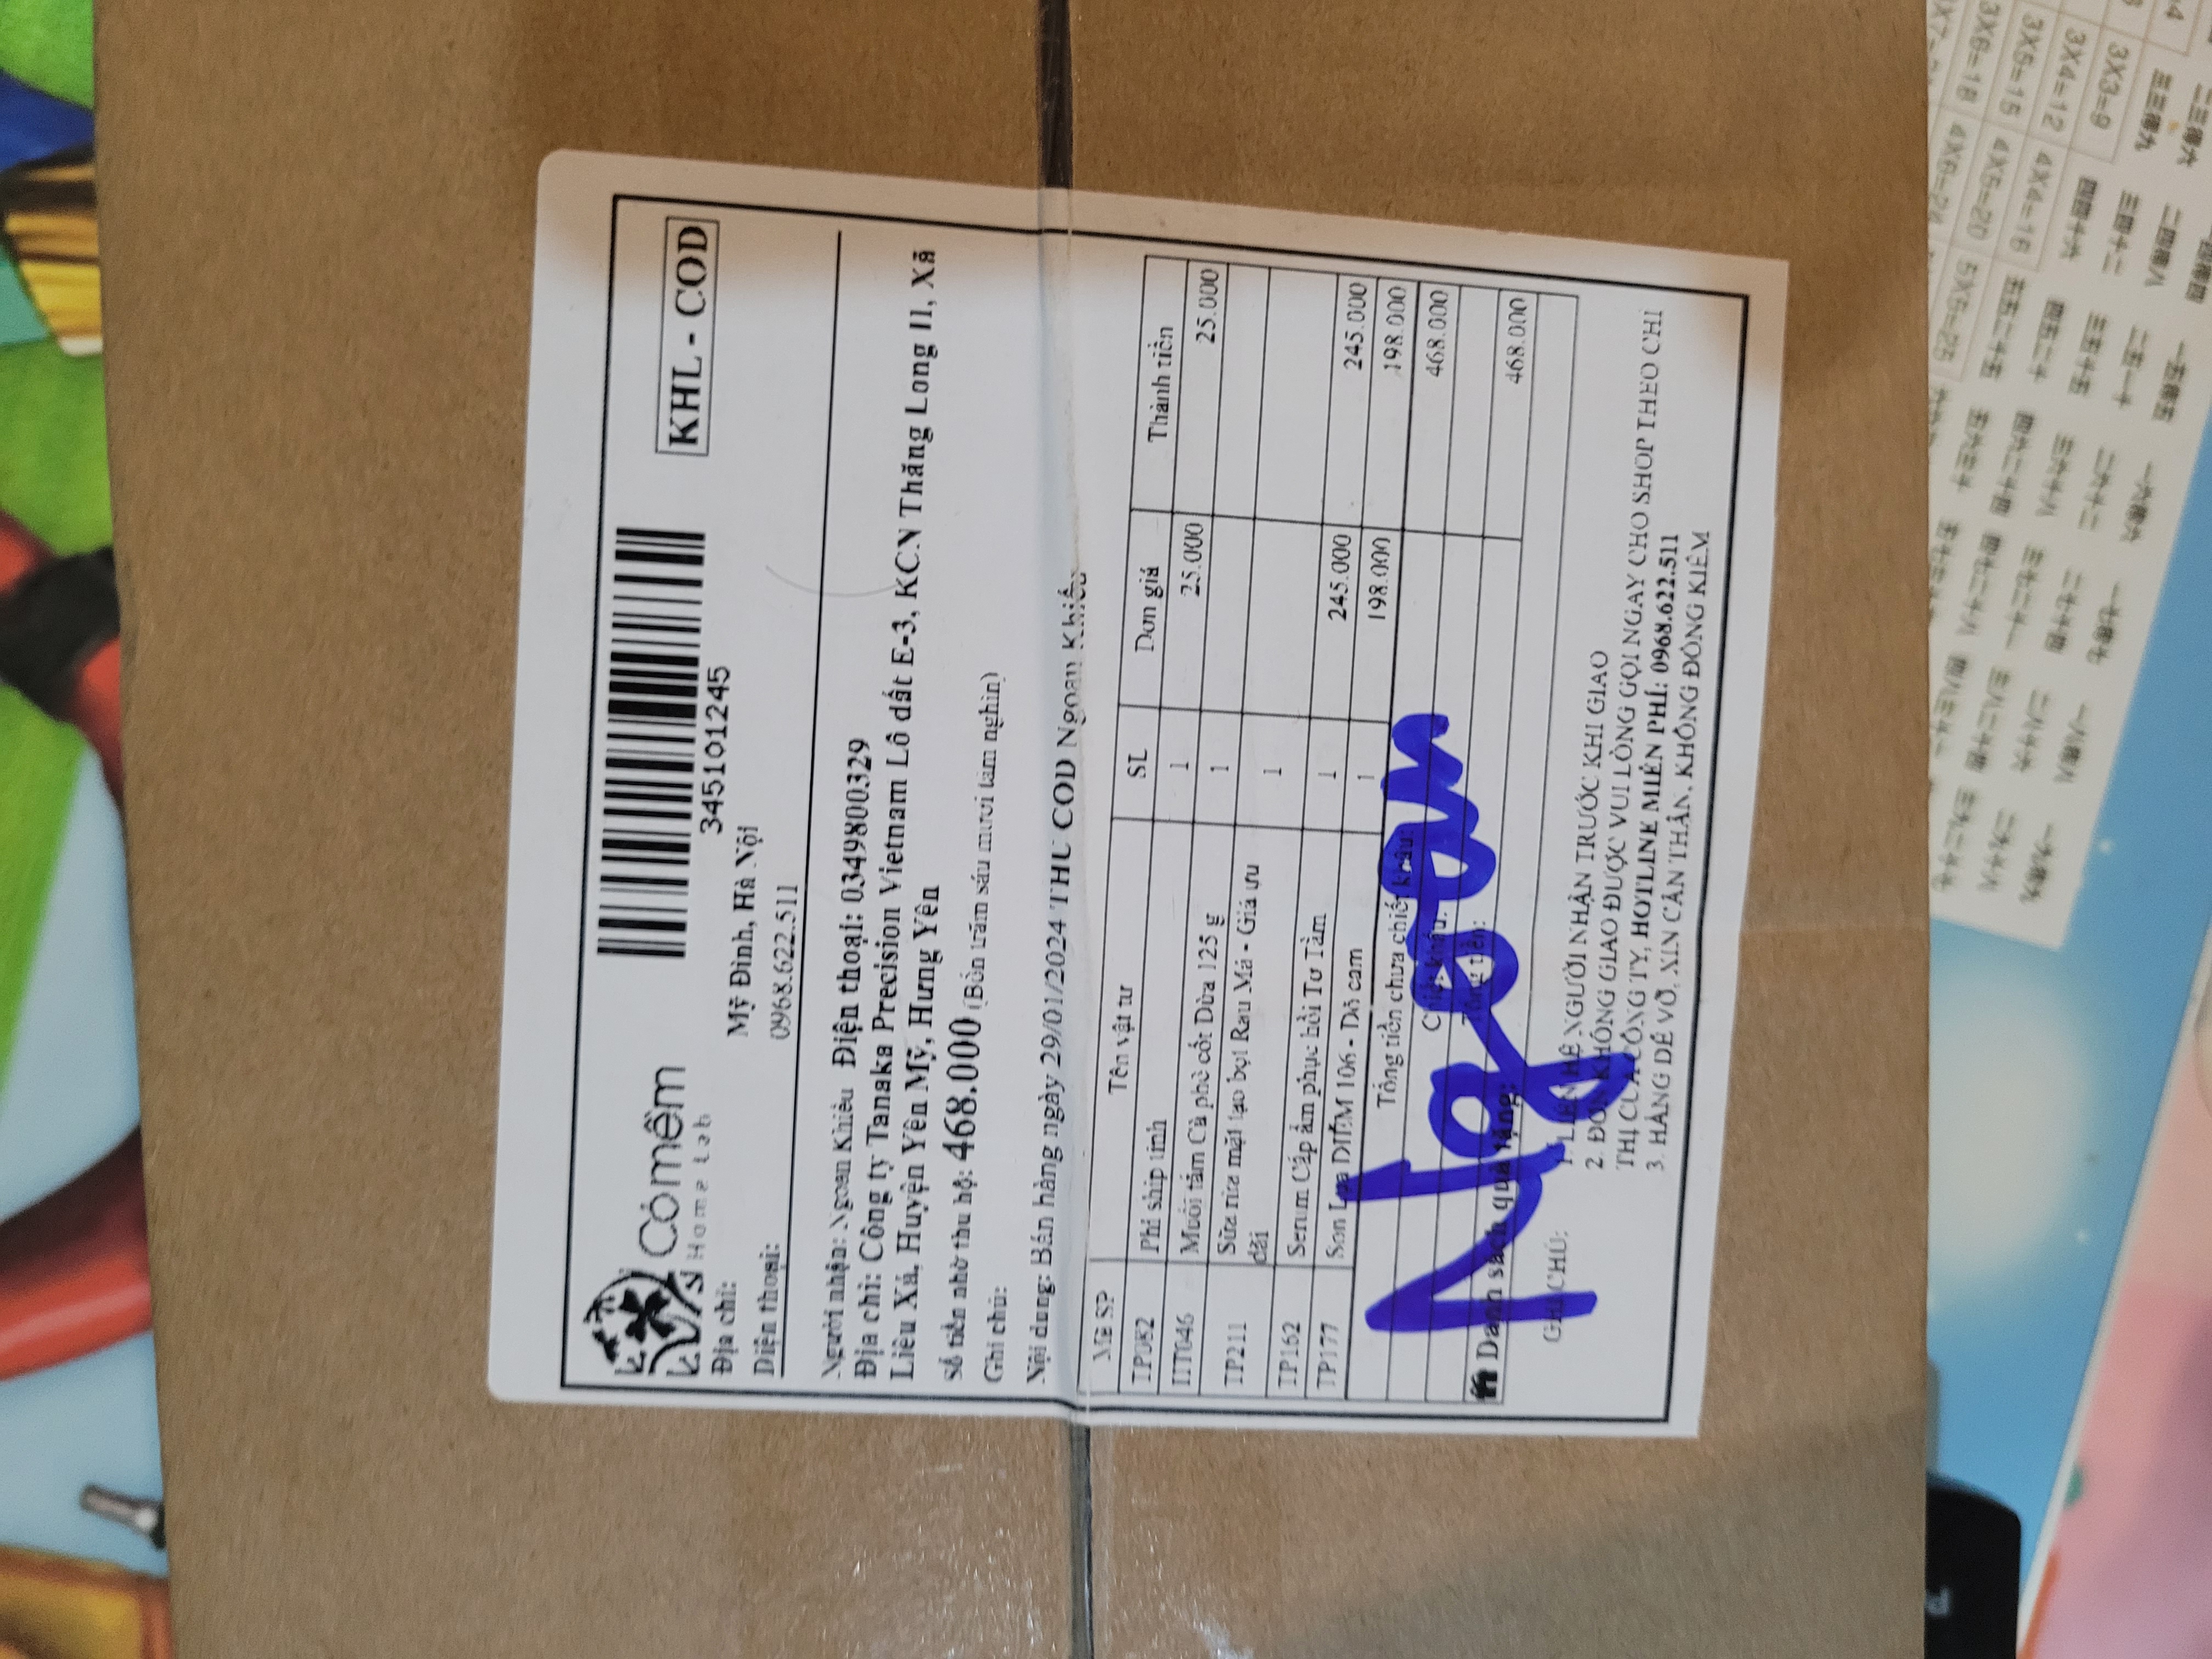 Cỏ mềm
Home Lab
345101245
KHL - COD
Địa chỉ: Mỹ Đình, Hà Nội
Điện thoại: 0968.622.511
Người nhận: Ngoan Khiếu Điện thoại: 0349800329
Địa chỉ: Công ty Tanaka Precision Vietnam Lô đất E-3, KCN Thăng Long II, Xã
Liêu Xá, Huyện Yên Mỹ, Hưng Yên
Số tiền nhờ thu hộ: 468.000 (Bốn trăm sáu mươi tám nghìn)
Ghi chú:
Nội dung: Bán hàng ngày 29/01/2024 THU COD Ngoan Khiếu
Mã SP Tên vật tư SL Đơn giá Thành tiền
TP082 Phí ship tỉnh 1 25.000 25.000
HT046 Muối tắm Cà phê cốt Dừa 125 g 1
TP211 Sữa rửa mặt tạo bọt Rau Má - Giá ưu
đãi 1
TP162 Serum Cấp ẩm phục hồi Tơ Tằm 1 245.000 245.000
TP177 Son Lụa DIỄM 106 - Đỏ cam 1 198.000 198.000
Tổng tiền chưa chiết khấu: 468.000
Chiết khấu:
Tổng tiền: 468.000
Danh sách quà tặng:
Ngoan
GHI CHÚ: 1. LIÊN HỆ NGƯỜI NHẬN TRƯỚC KHI GIAO
2. ĐƠN KHÔNG GIAO ĐƯỢC VUI LÒNG GỌI NGAY CHO SHOP THEO CHỈ
THỊ CỦA CÔNG TY, HOTLINE MIỄN PHÍ: 0968.622.511
3. HÀNG DỄ VỠ, XIN CẨN THẬN, KHÔNG ĐỒNG KIỂM
5X5=25 4X6=24 3X6=18
4X5=20 3X5=15
4X4=16 3X4=12
3X3=9